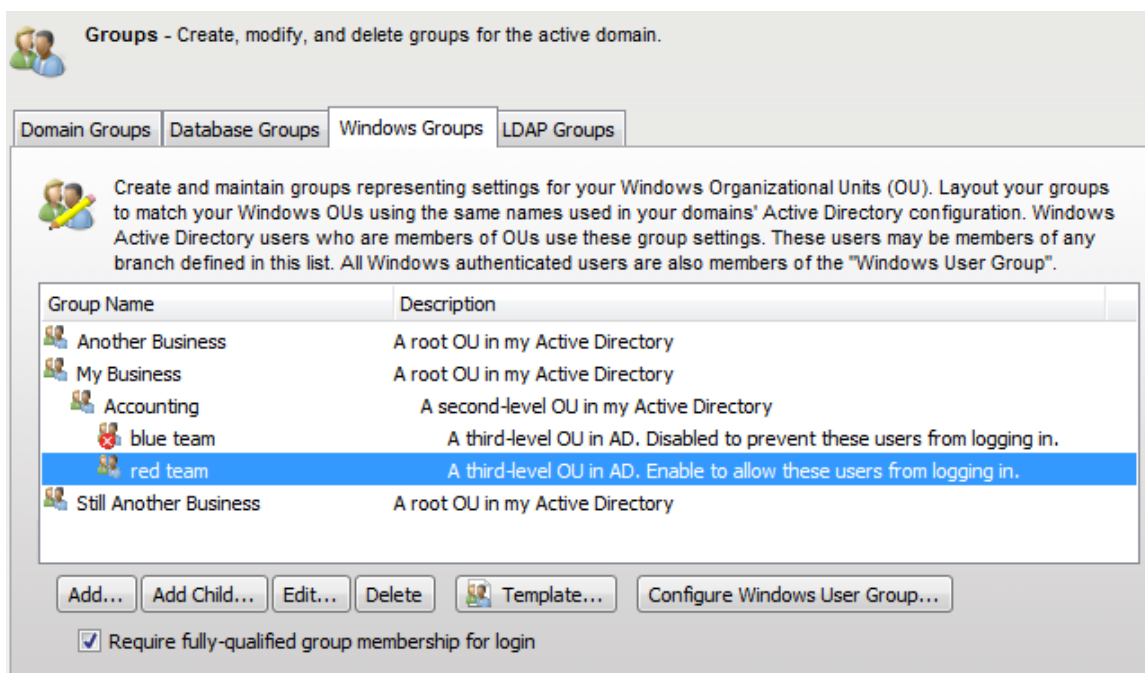 Groups - Create, modify, and delete groups for the active domain.
Domain Groups Database Groups Windows Groups LDAP Groups
Create and maintain groups representing settings for your Windows Organizational Units (OU). Layout your groups
to match your Windows OUs using the same names used in your domains' Active Directory configuration. Windows
Active Directory users who are members of OUs use these group settings. These users may be members of any
branch defined in this list. All Windows authenticated users are also members of the "Windows User Group".
Group Name Description
Another Business A root OU in my Active Directory
My Business A root OU in my Active Directory
Accounting A second-level OU in my Active Directory
blue team A third-level OU in AD. Disabled to prevent these users from logging in.
red team A third-level OU in AD. Enable to allow these users from logging in.
Still Another Business A root OU in my Active Directory
Add... Add Child... Edit... Delete Template... Configure Windows User Group...
Require fully-qualified group membership for login